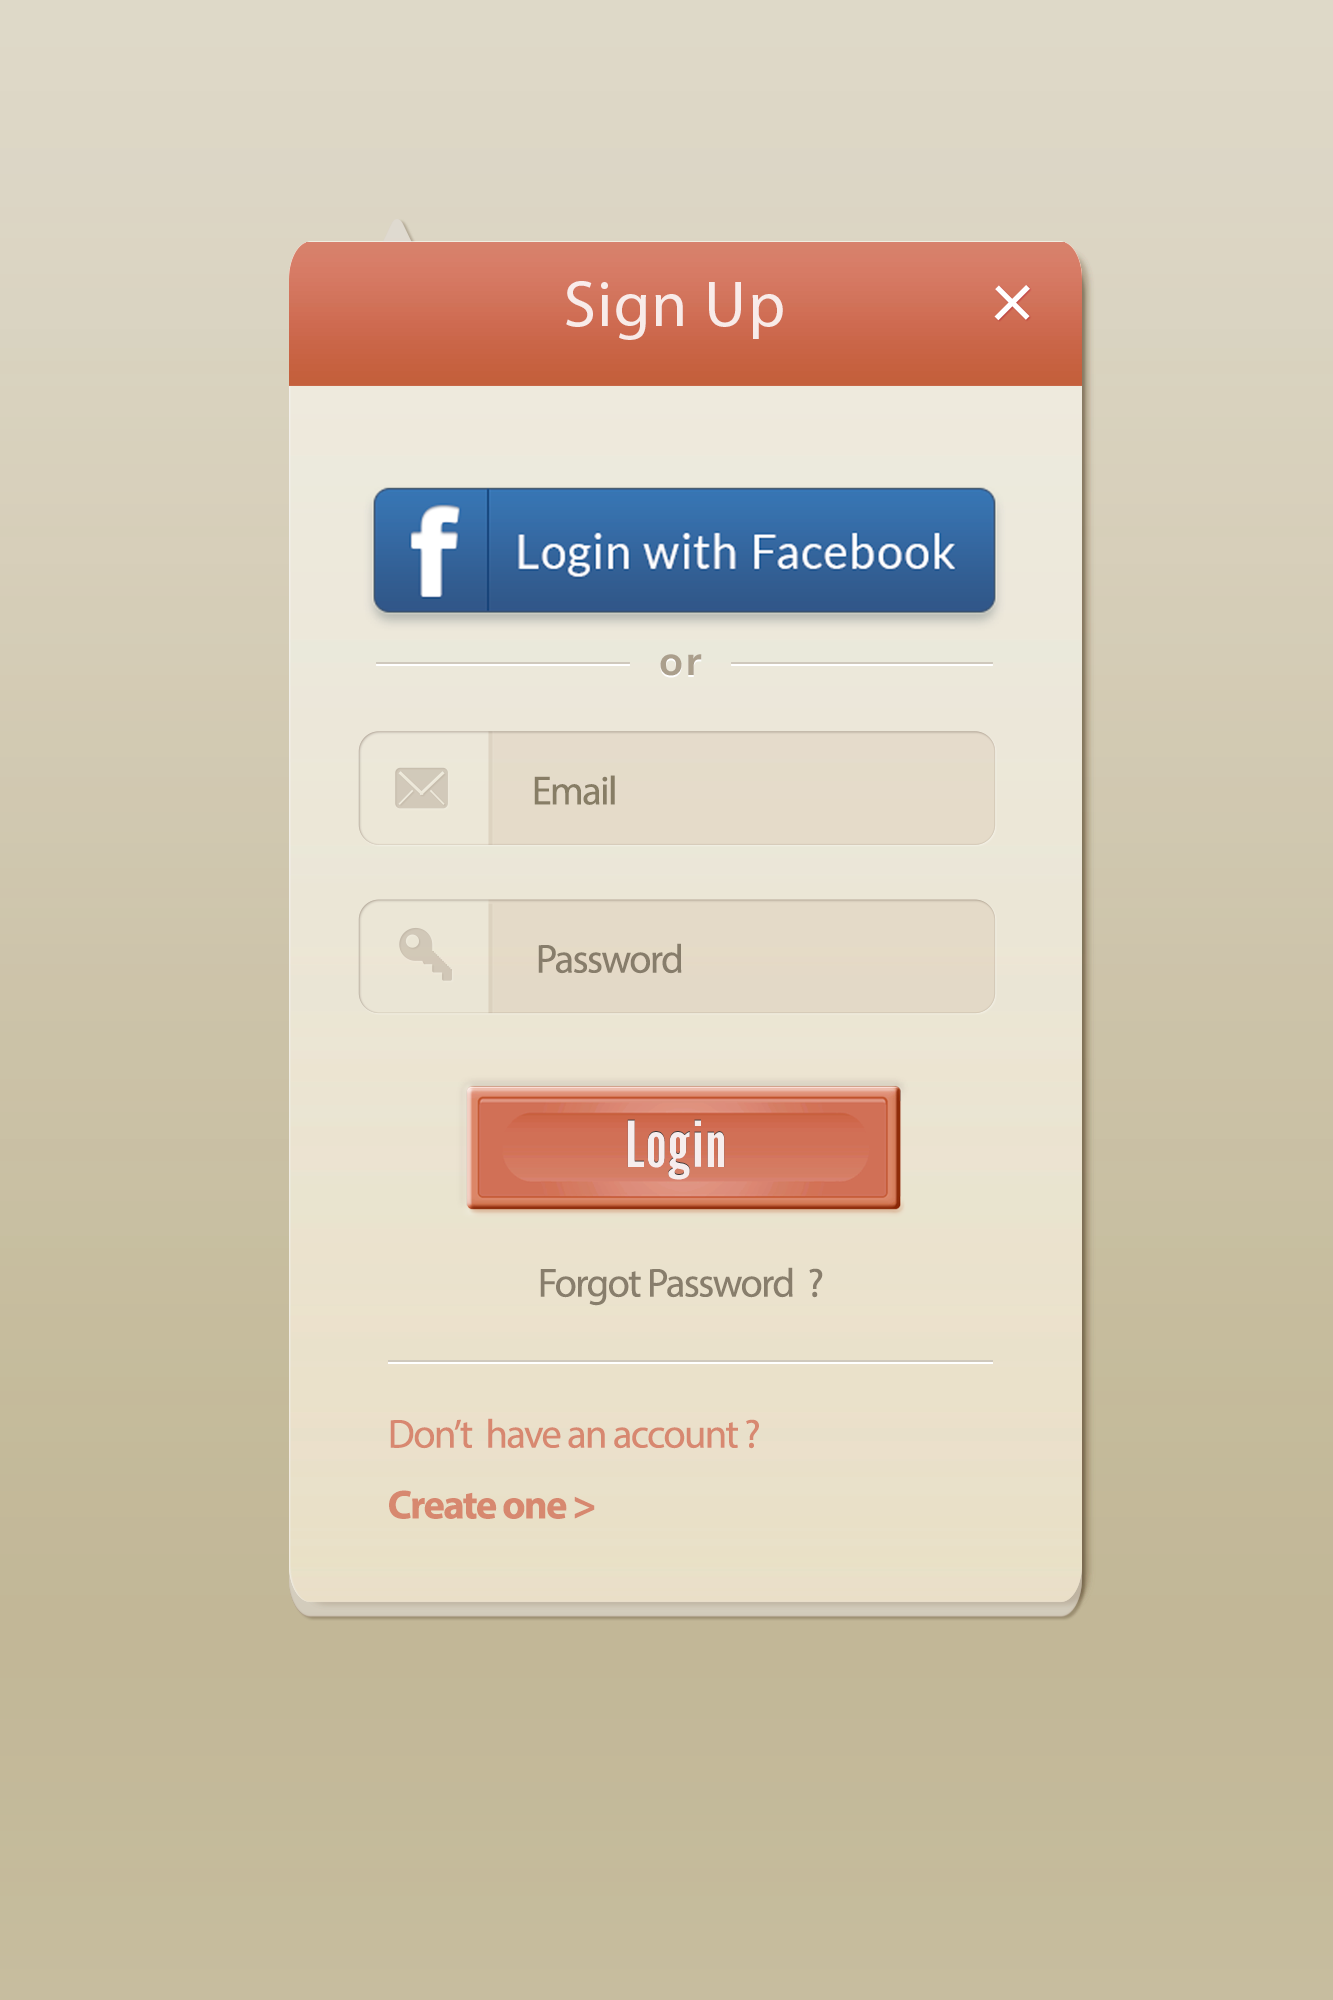 Sign Up
f Login with Facebook
or
Email
Password
Login
Forgot Password ?
Don’t have an account ?
Create one >